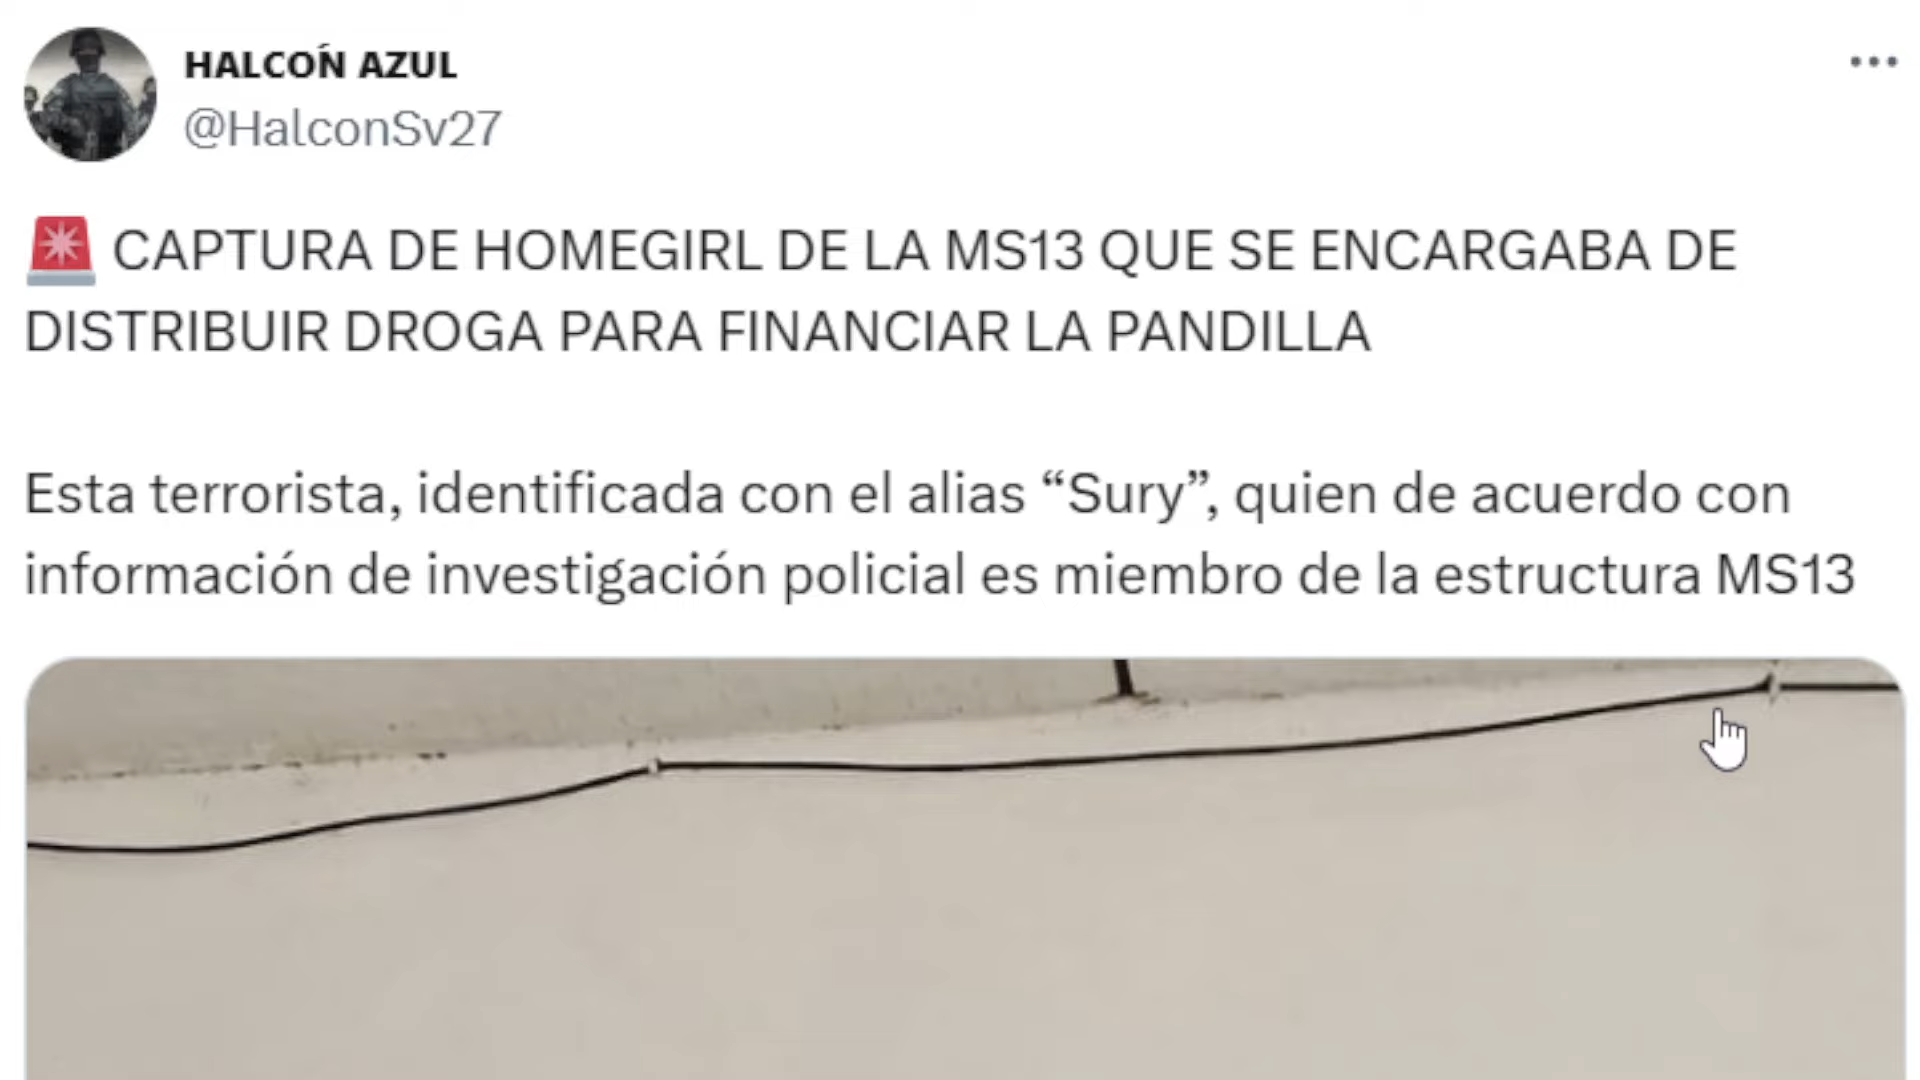 HALCOŃ AZUL
@HalconSv27
🚨 CAPTURA DE HOMEGIRL DE LA MS13 QUE SE ENCARGABA DE
DISTRIBUIR DROGA PARA FINANCIAR LA PANDILLA
Esta terrorista, identificada con el alias “Sury”, quien de acuerdo con
información de investigación policial es miembro de la estructura MS13